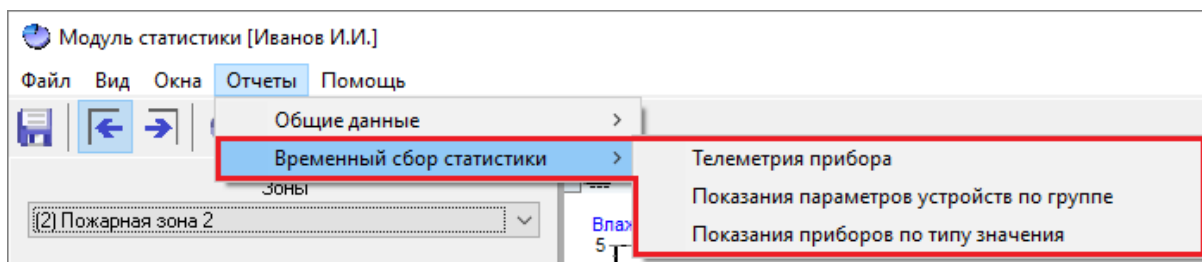 Модуль статистики [Иванов И.И.]
Файл Вид Окна Отчеты Помощь
Общие данные
Временный сбор статистики
Телеметрия прибора
Зоны
Показания параметров устройств по группе
(2) Пожарная зона 2
Показания приборов по типу значения
5